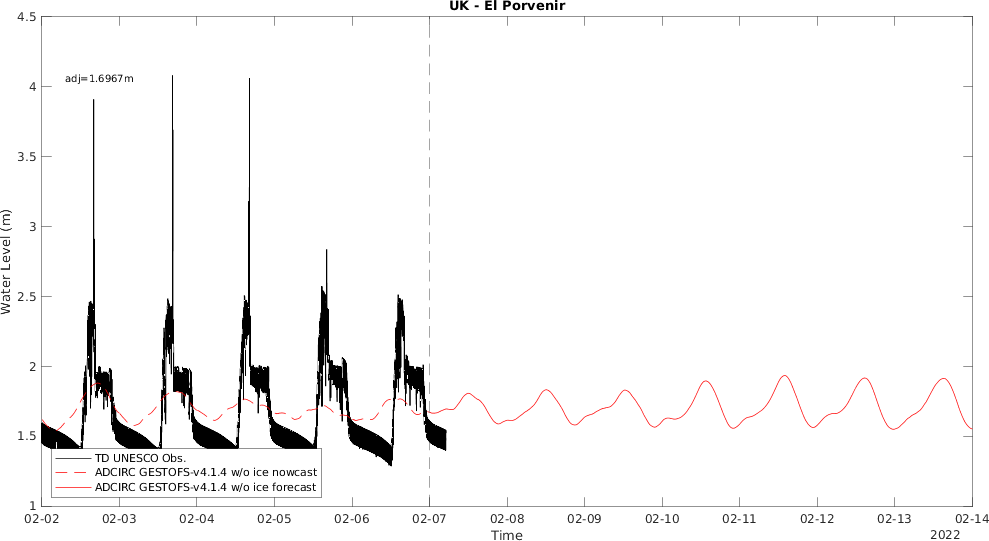 UK - El Porvenir
4.5
4
3.5
3
2.5
2
1.5
1
Water Level (m)
adj=1.6967m
TD UNESCO Obs.
ADCIRC GESTOFS-v4.1.4 w/o ice nowcast
ADCIRC GESTOFS-v4.1.4 w/o ice forecast
02-02 02-03 02-04 02-05 02-06 02-07 02-08 02-09 02-10 02-11 02-12 02-13 02-14
Time
2022